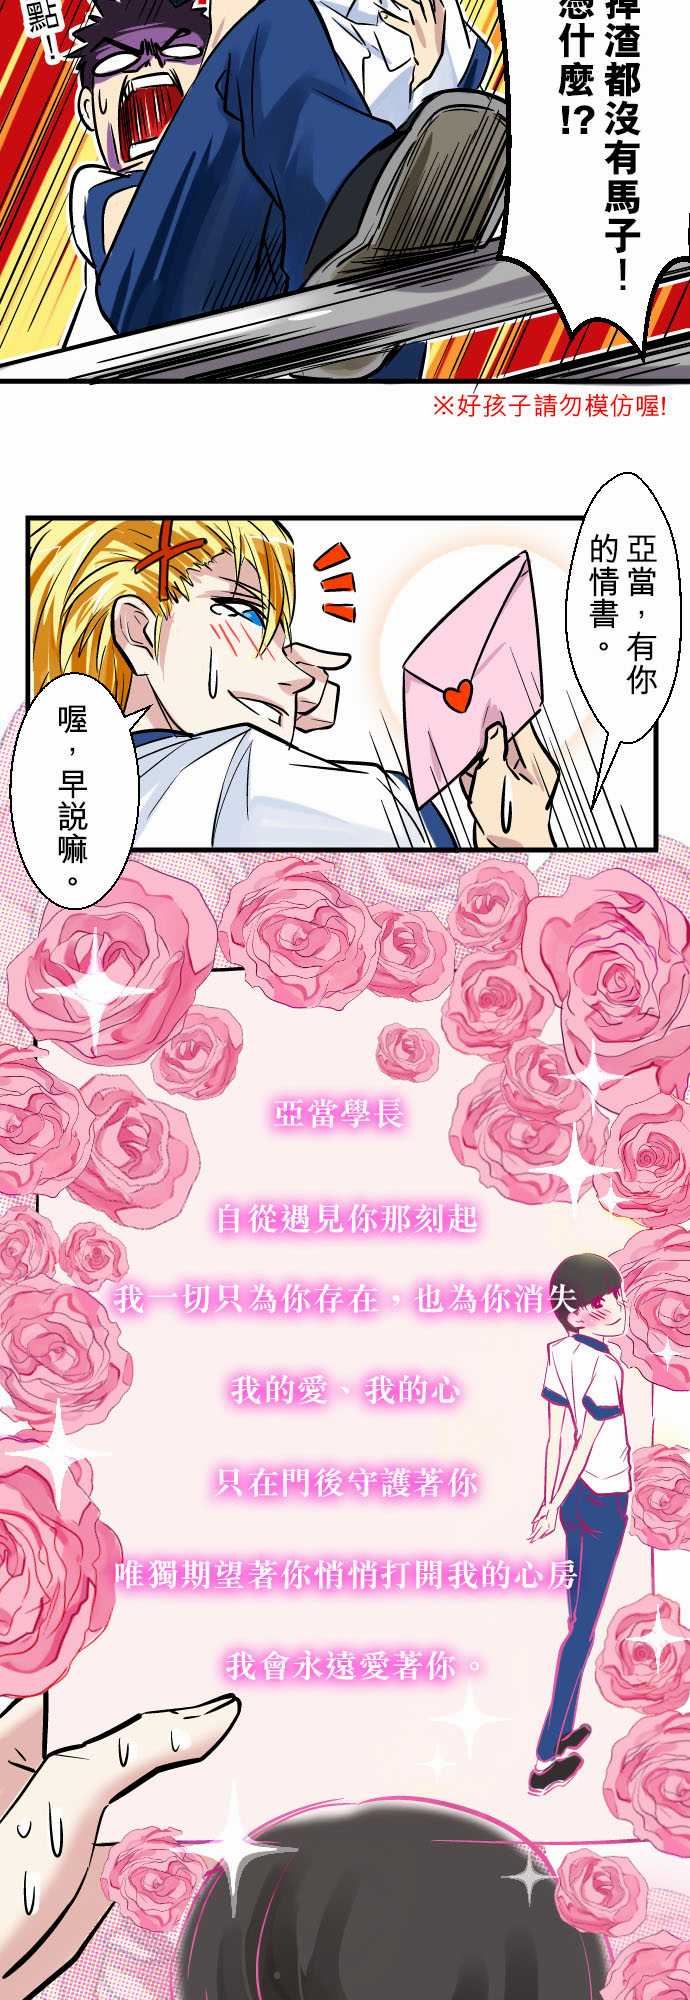 點！
掉渣都沒有馬子！
憑什麼!?
※好孩子請勿模仿喔!
亞當，有你
的情書。
喔，早說嘛。
亞當學長
自從遇見你那刻起
我一切只為你存在，也為你消失
我的愛、我的心
只在門後守護著你
唯獨期望著你悄悄打開我的心房
我會永遠愛著你。